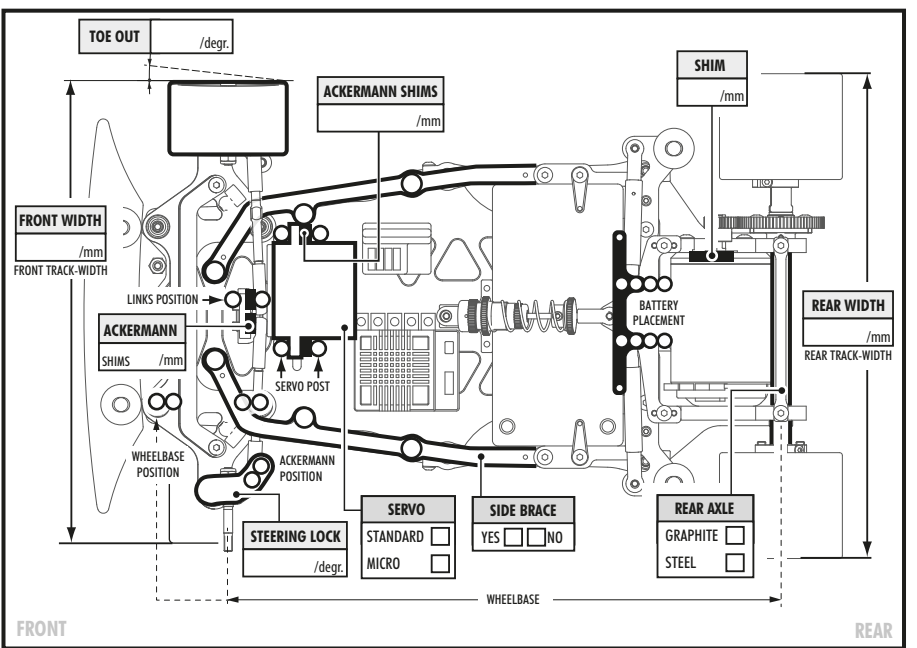 TOE OUT
/degr.
ACKERMANN SHIMS
/mm
SHIM
/mm
FRONT WIDTH
/mm
FRONT TRACK-WIDTH
LINKS POSITION
ACKERMANN
SHIMS /mm
SERVO POST
BATTERY
PLACEMENT
REAR WIDTH
/mm
REAR TRACK-WIDTH
WHEELBASE
POSITION
ACKERMANN
POSITION
STEERING LOCK
/degr.
SERVO
STANDARD
MICRO
SIDE BRACE
YES NO
REAR AXLE
GRAPHITE
STEEL
WHEELBASE
FRONT
REAR